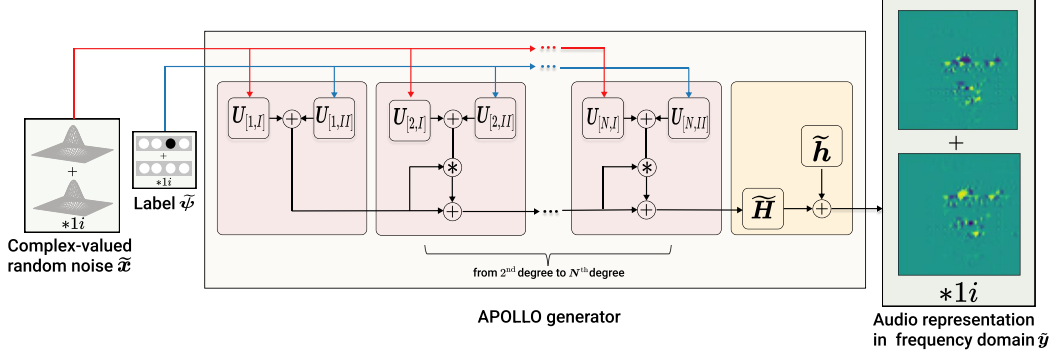 +
*1i
Complex-valued
random noise x̃
+
*1i
Label ψ̃
U[1,I] + U[1,II]
U[2,I] + U[2,II]
*
+
...
...
...
U[N,I] + U[N,II]
*
+
H̃
h̃
+
from 2nd degree to Nth degree
APOLLO generator
+
*1i
Audio representation
in frequency domain ỹ